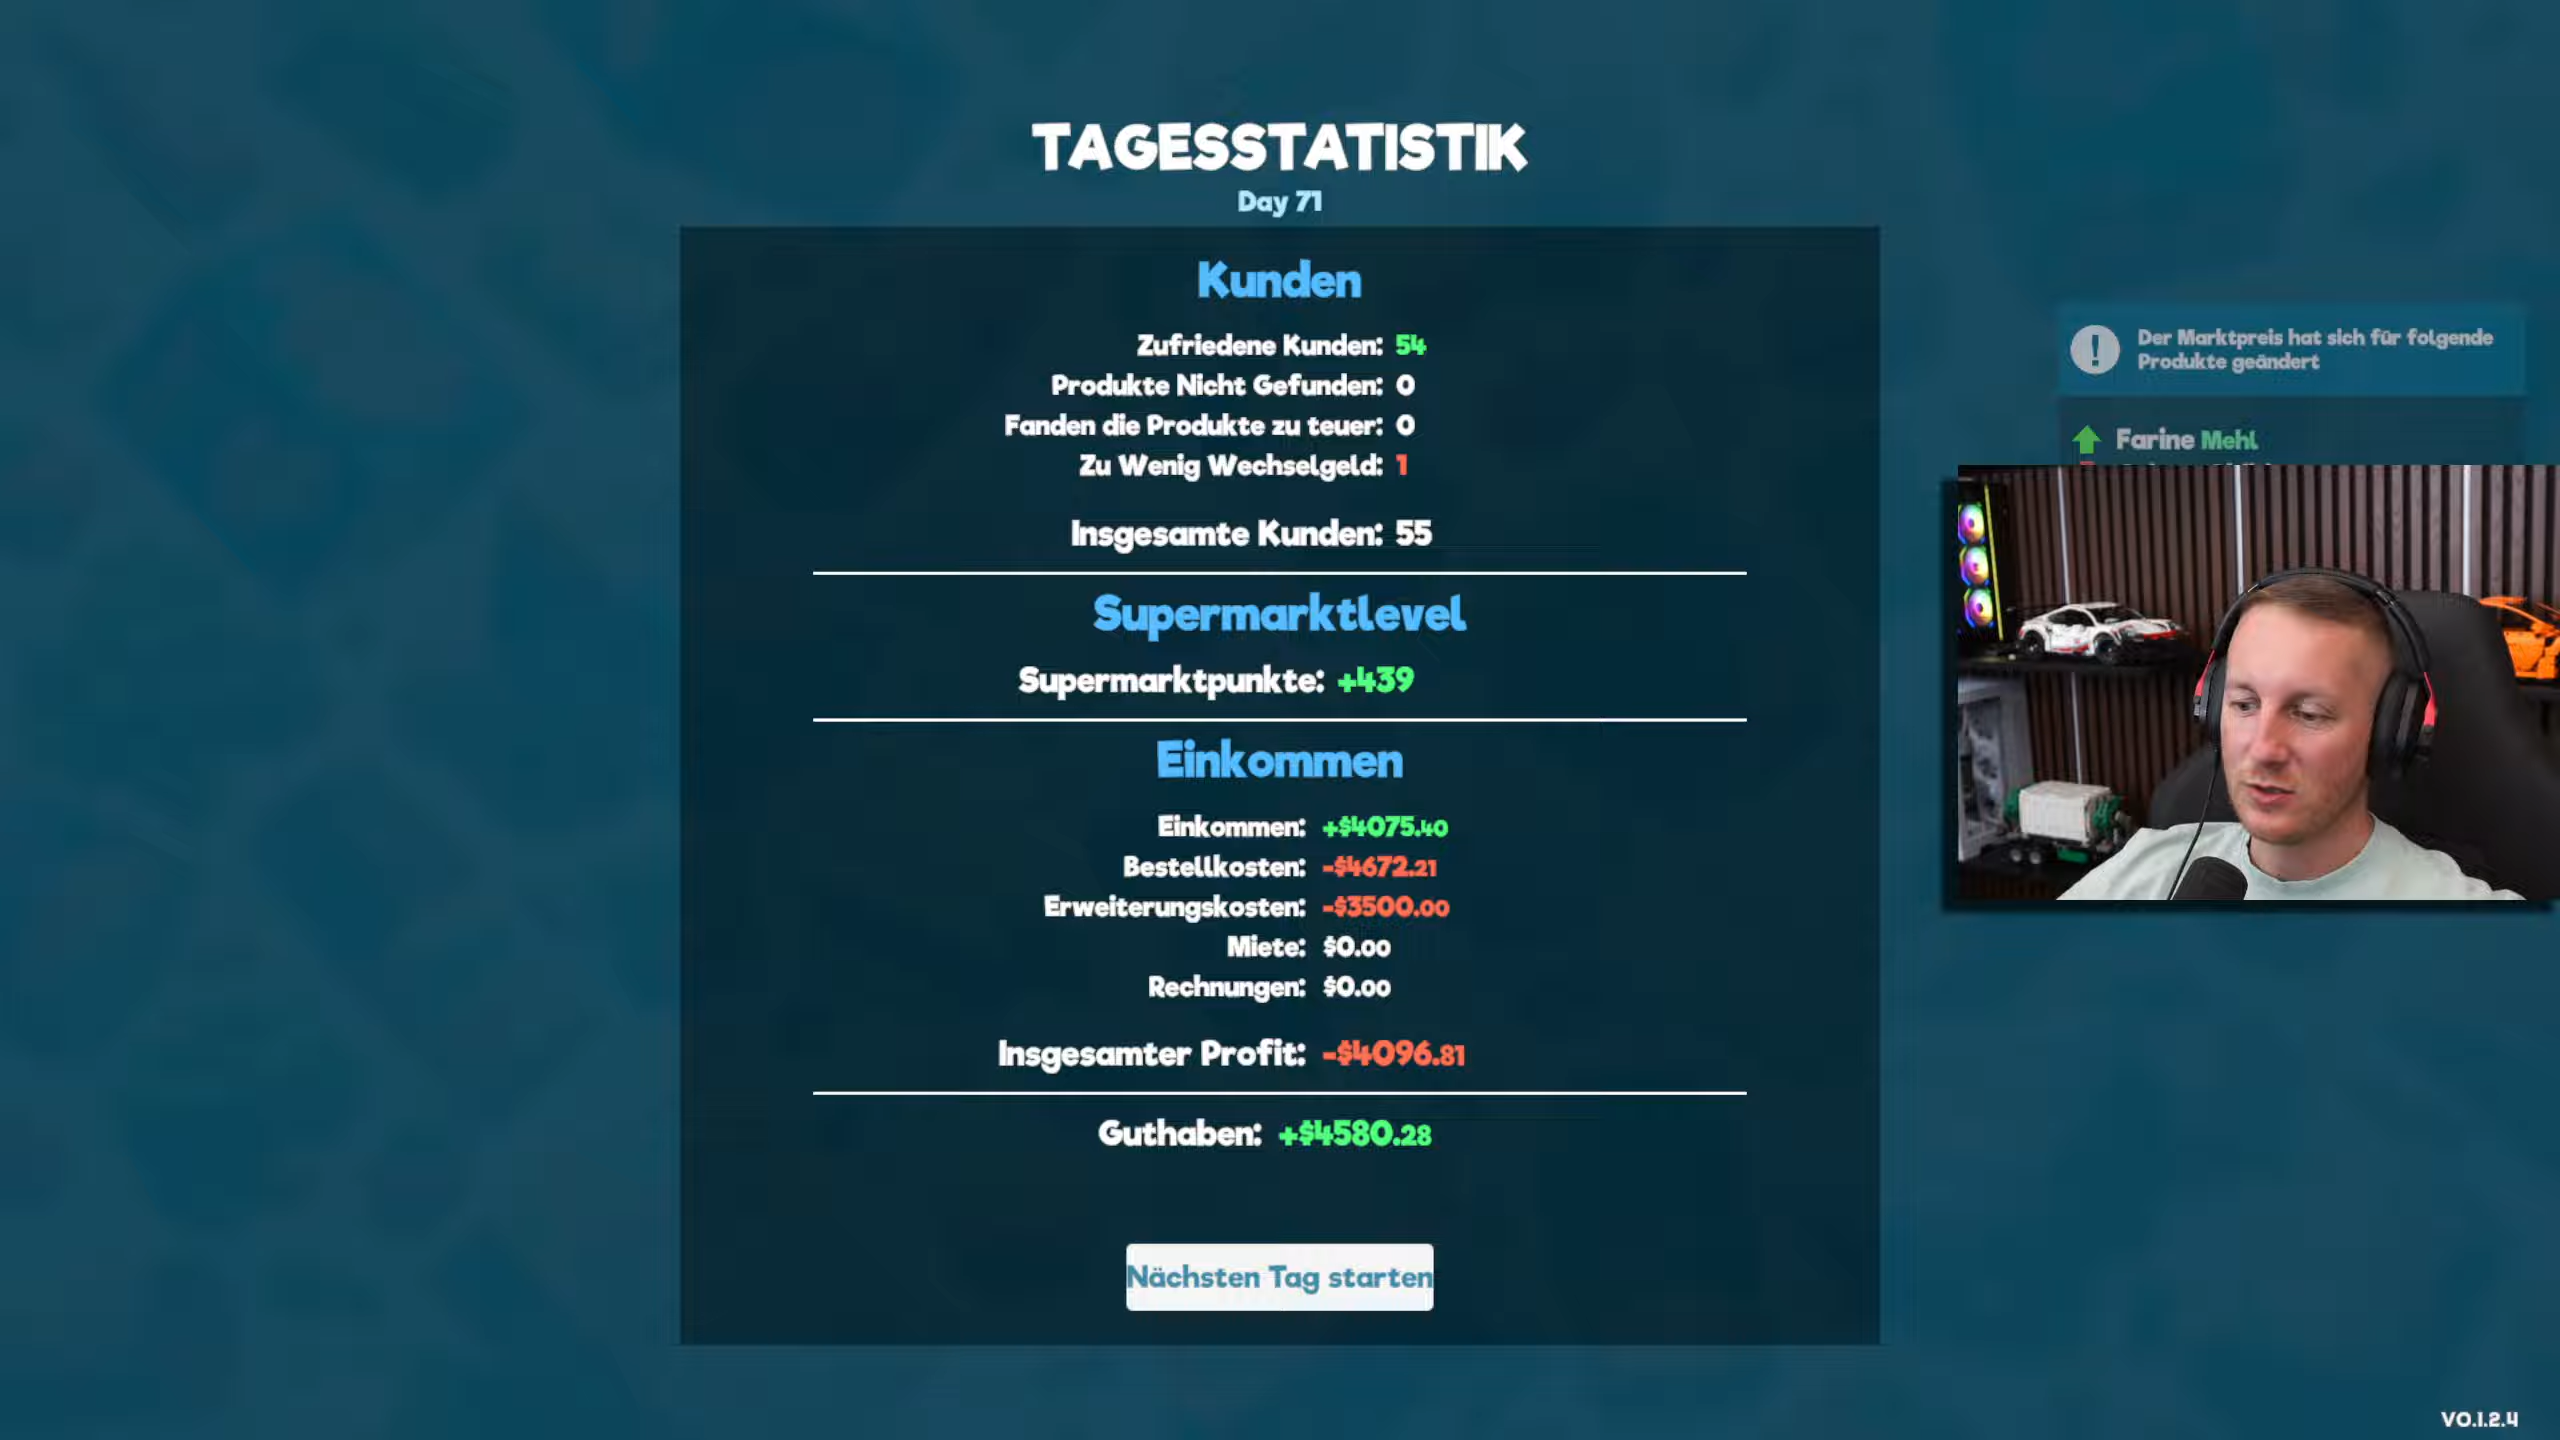 TAGESSTATISTIK
Day 71
Kunden
Zufriedene Kunden: 54
Produkte Nicht Gefunden: 0
Fanden die Produkte zu teuer: 0
Zu Wenig Wechselgeld: 1
Insgesamte Kunden: 55
Supermarktlevel
Supermarktpunkte: +439
Einkommen
Einkommen: +$4075.40
Bestellkosten: -$4672.21
Erweiterungskosten: -$3500.00
Miete: $0.00
Rechnungen: $0.00
Insgesamter Profit: -$4096.81
Guthaben: +$4580.28
Nächsten Tag starten
Der Marktpreis hat sich für folgende
Produkte geändert
Farine Mehl
V0.1.2.4